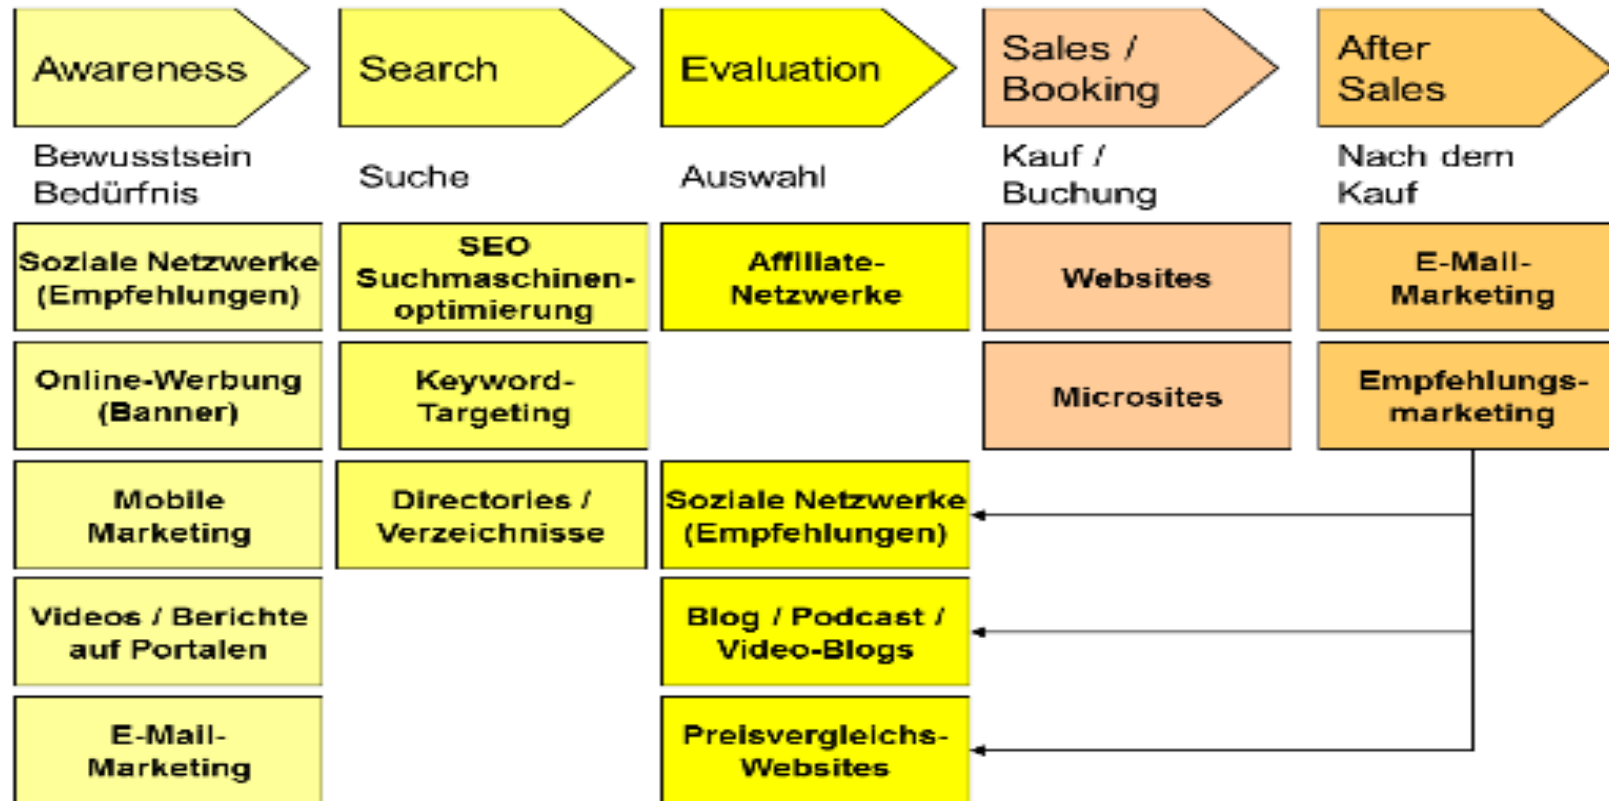 Awareness
Search
Evaluation
Sales /
Booking
After
Sales
Bewusstsein
Bedürfnis
Suche
Auswahl
Kauf /
Buchung
Nach dem
Kauf
Soziale Netzwerke
(Empfehlungen)
SEO
Suchmaschinen-
optimierung
Affiliate-
Netzwerke
Websites
E-Mail-
Marketing
Online-Werbung
(Banner)
Keyword-
Targeting
Microsites
Empfehlungs-
marketing
Mobile
Marketing
Directories /
Verzeichnisse
Soziale Netzwerke
(Empfehlungen)
Videos / Berichte
auf Portalen
Blog / Podcast /
Video-Blogs
E-Mail-
Marketing
Preisvergleichs-
Websites